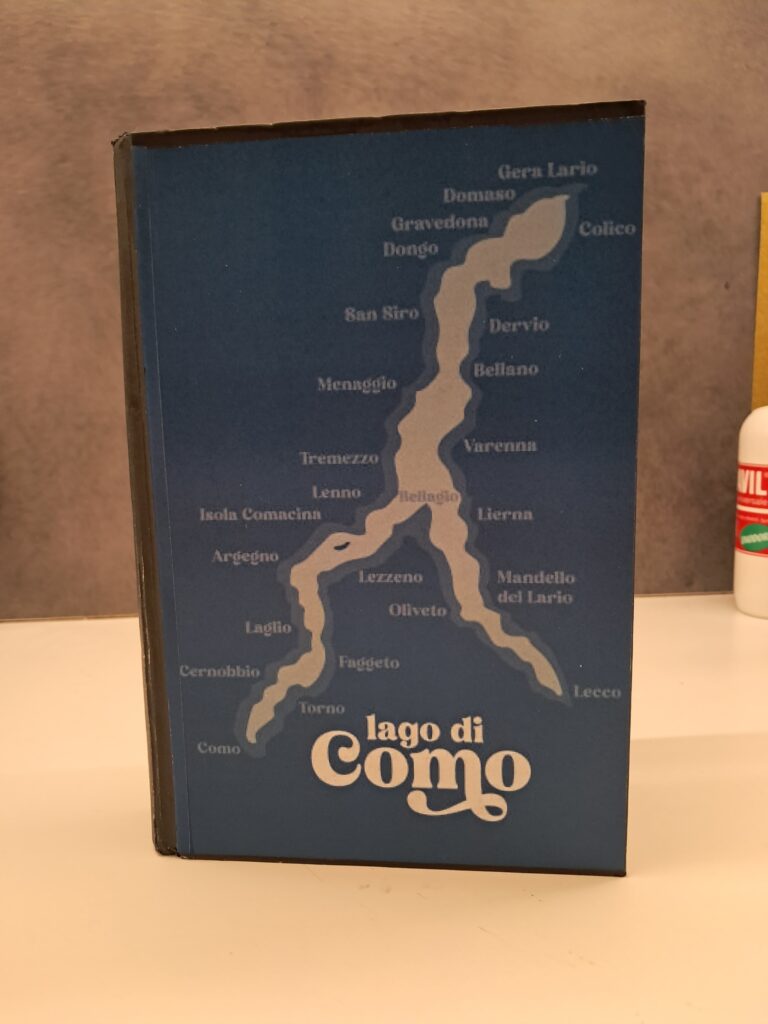 Gera Lario
Domaso
Gravedona
Colico
Dongo
San Siro
Dervio
Bellano
Menaggio
Varenna
Tremezzo
Lenno
Bellagio
Isola Comacina
Lierna
Argegno
Lezzeno
Mandello
del Lario
Oliveto
Laglio
Faggeto
Cernobbio
Lecco
Torno
Como
lago di
Como